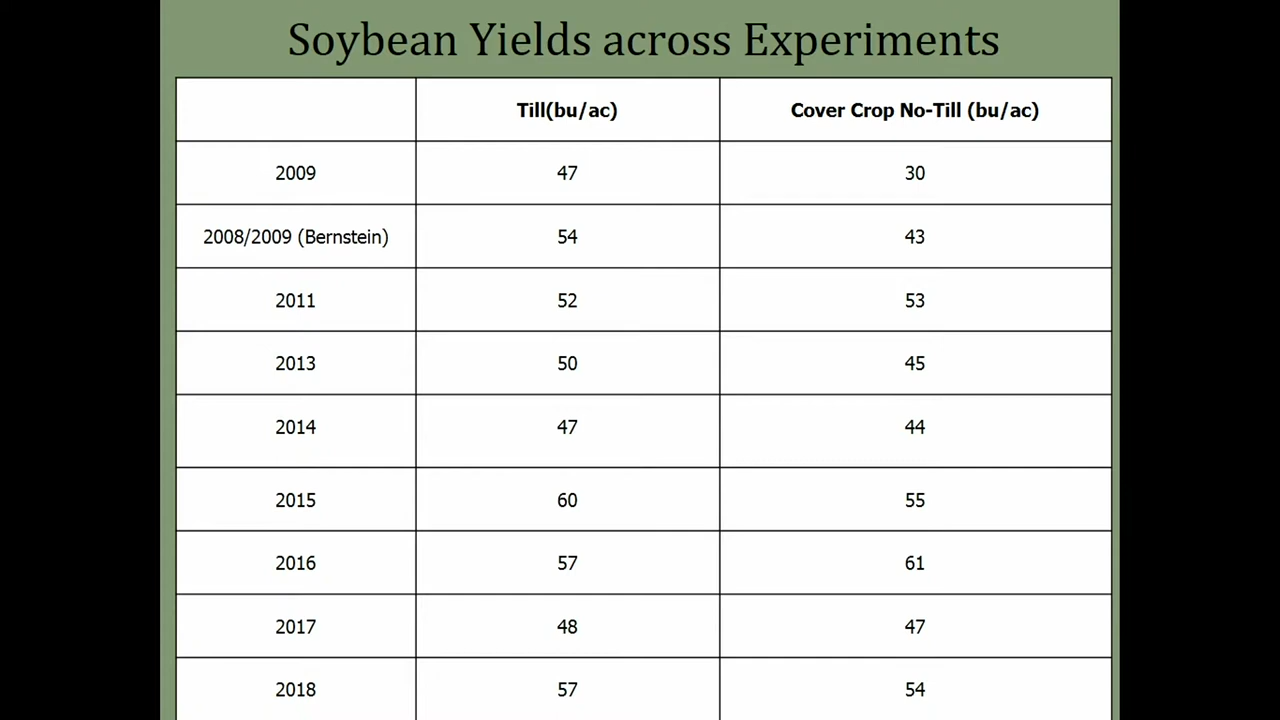 Soybean Yields across Experiments
Till(bu/ac) Cover Crop No-Till (bu/ac)
2009 47 30
2008/2009 (Bernstein) 54 43
2011 52 53
2013 50 45
2014 47 44
2015 60 55
2016 57 61
2017 48 47
2018 57 54